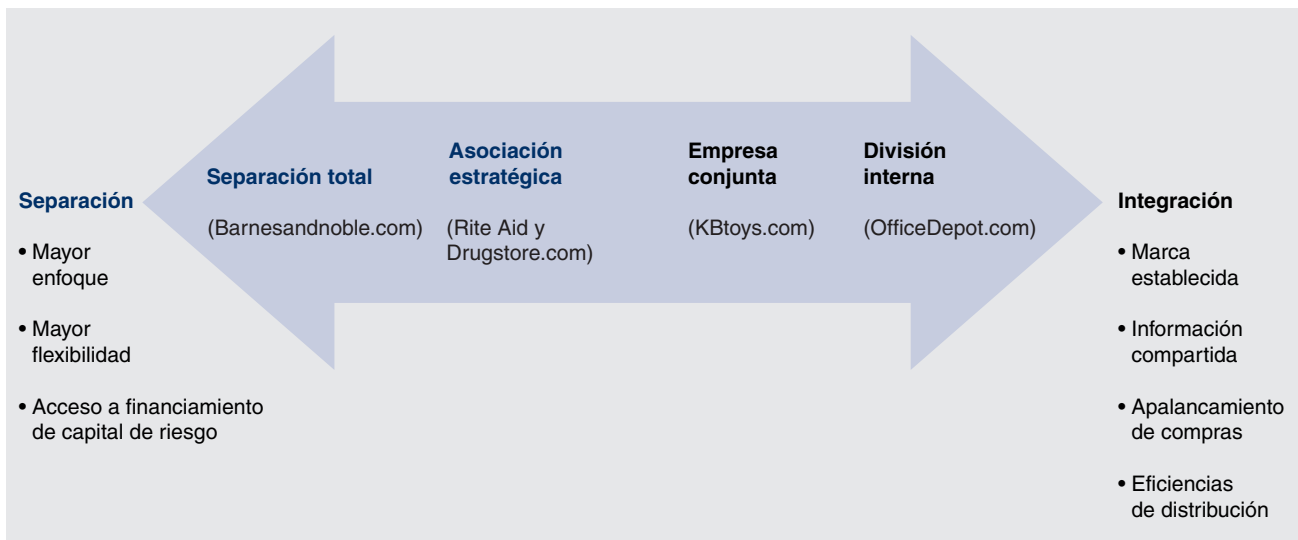 Separación
• Mayor
enfoque
• Mayor
flexibilidad
• Acceso a financiamiento
de capital de riesgo
Separación total
(Barnesandnoble.com)
Asociación
estratégica
(Rite Aid y
Drugstore.com)
Empresa
conjunta
(KBtoys.com)
División
interna
(OfficeDepot.com)
Integración
• Marca
establecida
• Información
compartida
• Apalancamiento
de compras
• Eficiencias
de distribución